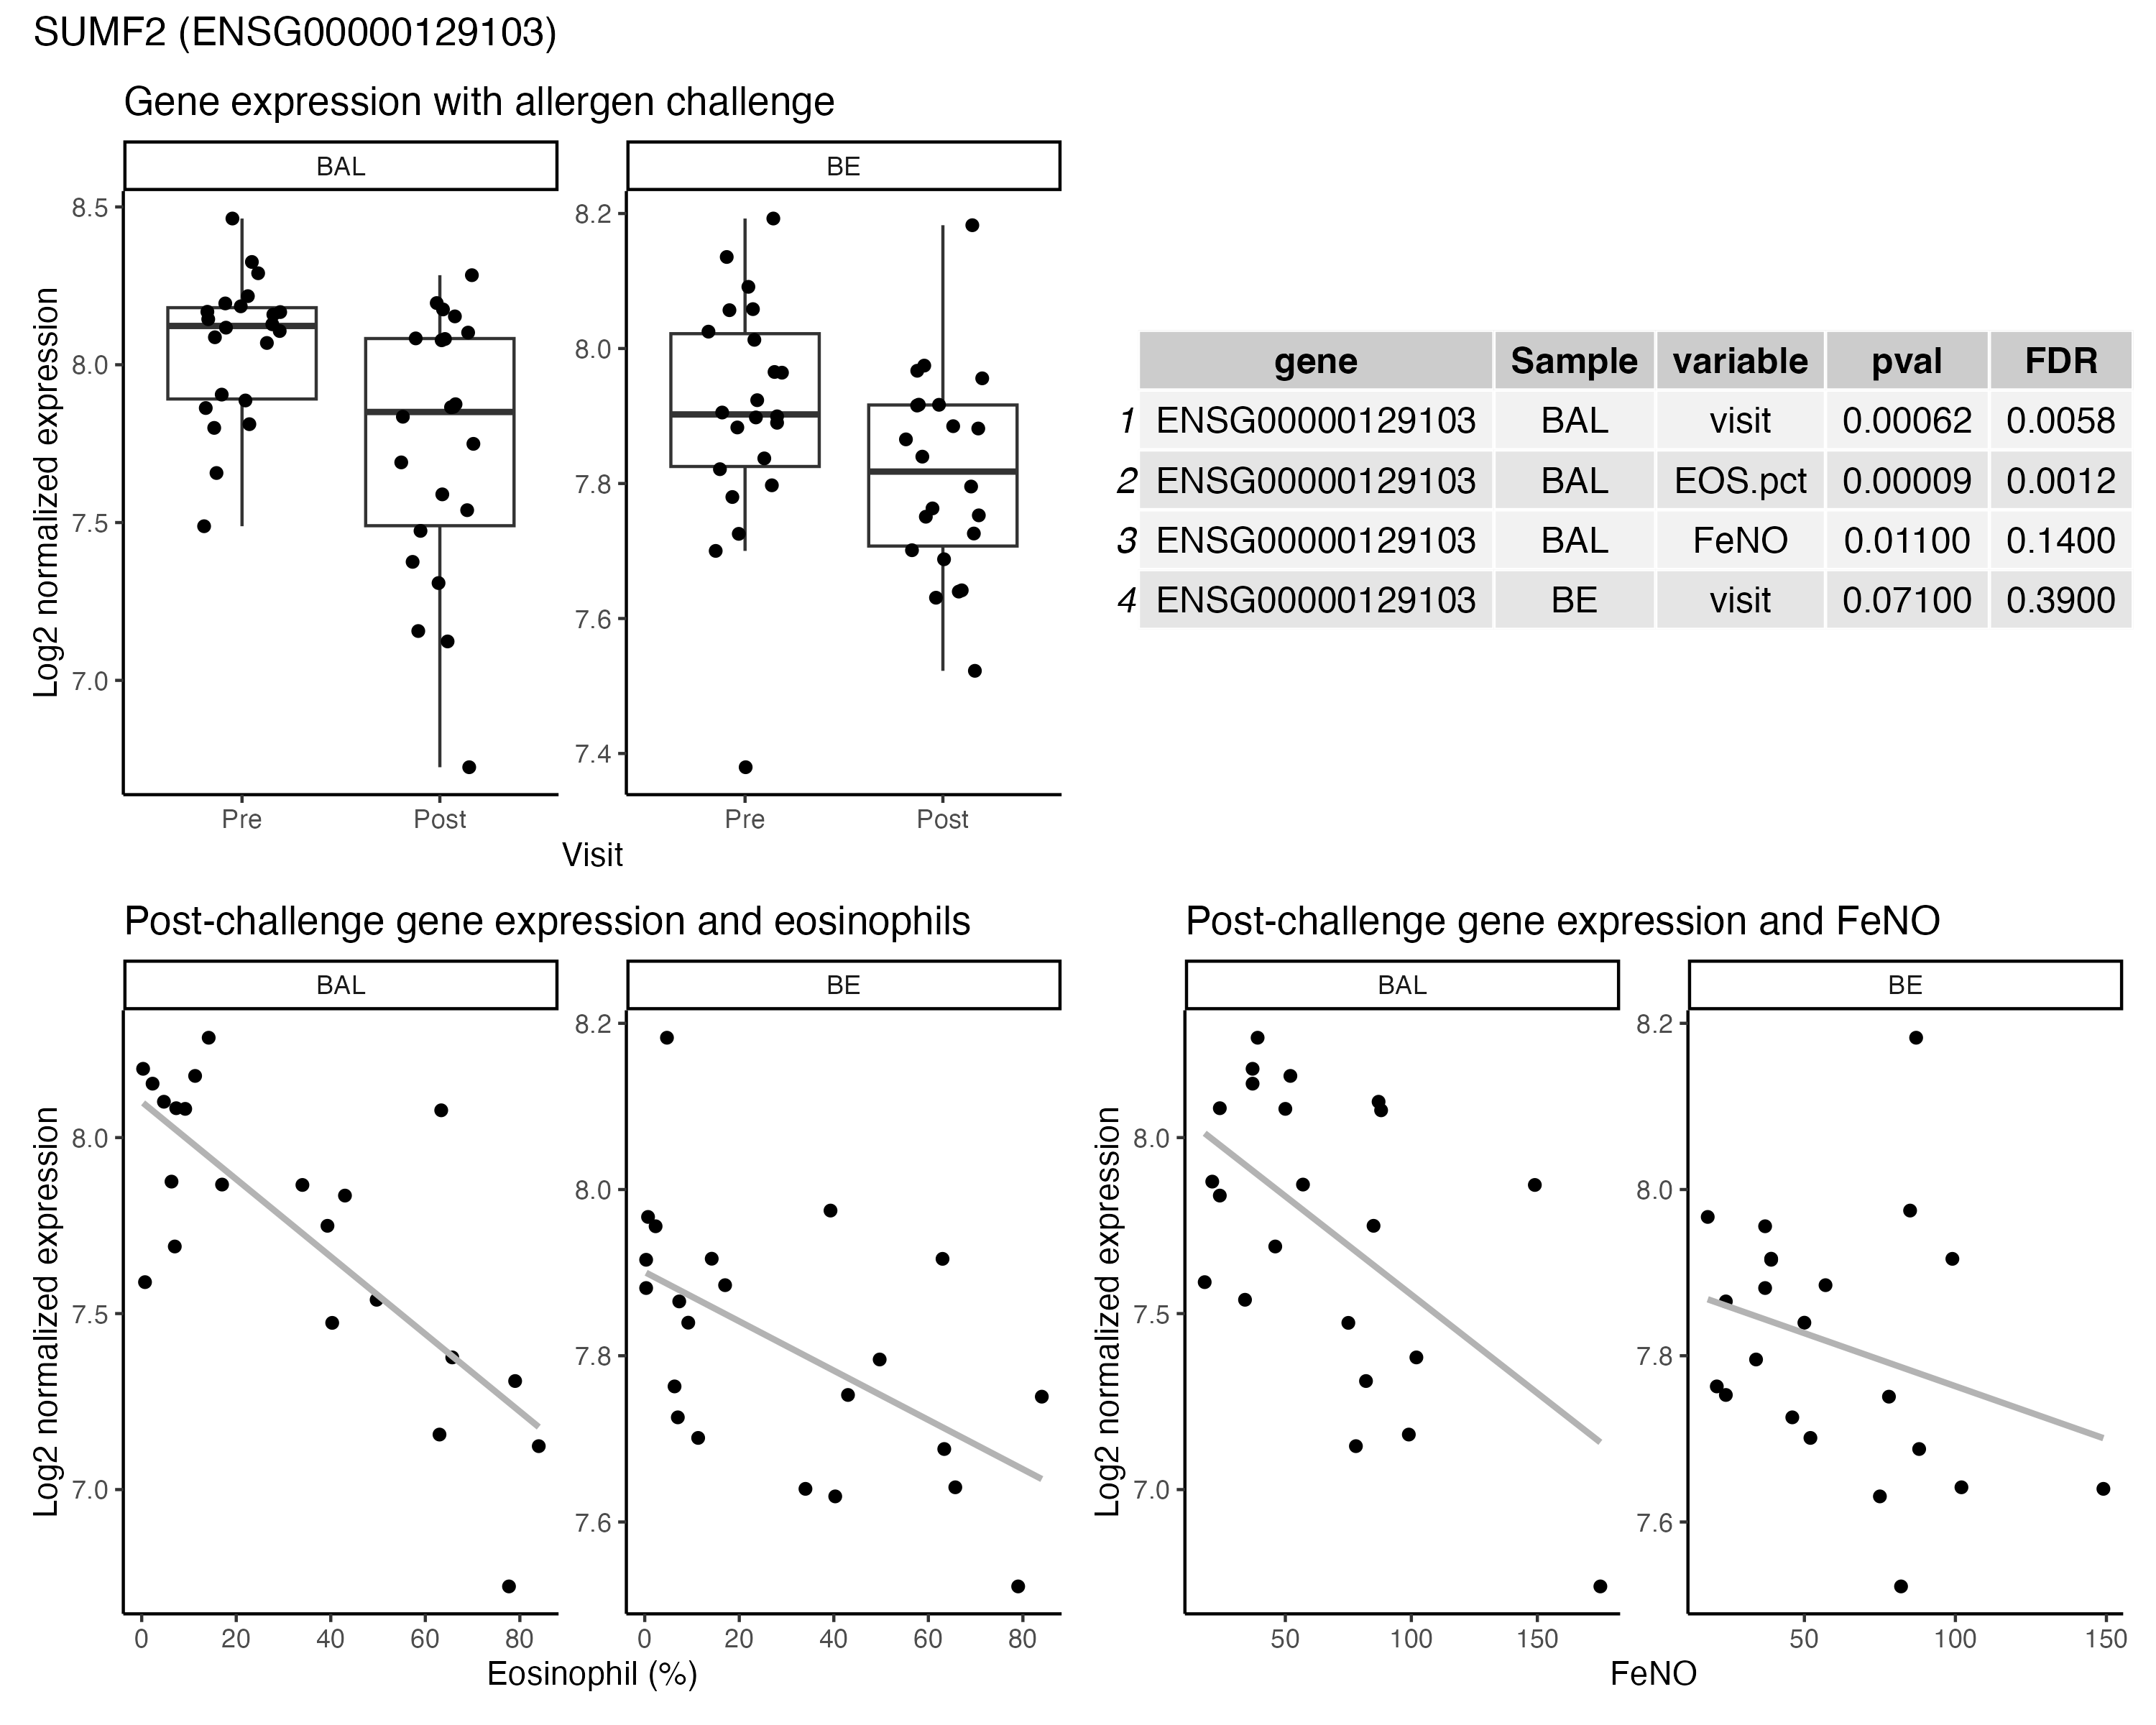 SUMF2 (ENSG00000129103)
Gene expression with allergen challenge
BAL
BE
Log2 normalized expression
8.5
8.0
7.5
7.0
8.2
8.0
7.8
7.6
7.4
Pre
Post
Pre
Post
Visit
gene Sample variable pval FDR
1 ENSG00000129103 BAL visit 0.00062 0.0058
2 ENSG00000129103 BAL EOS.pct 0.00009 0.0012
3 ENSG00000129103 BAL FeNO 0.01100 0.1400
4 ENSG00000129103 BE visit 0.07100 0.3900
Post-challenge gene expression and eosinophils
BAL
BE
Log2 normalized expression
8.0
7.5
7.0
8.2
8.0
7.8
7.6
0 20 40 60 80
0 20 40 60 80
Eosinophil (%)
Post-challenge gene expression and FeNO
BAL
BE
Log2 normalized expression
8.0
7.5
7.0
8.2
8.0
7.8
7.6
50 100 150
50 100 150
FeNO